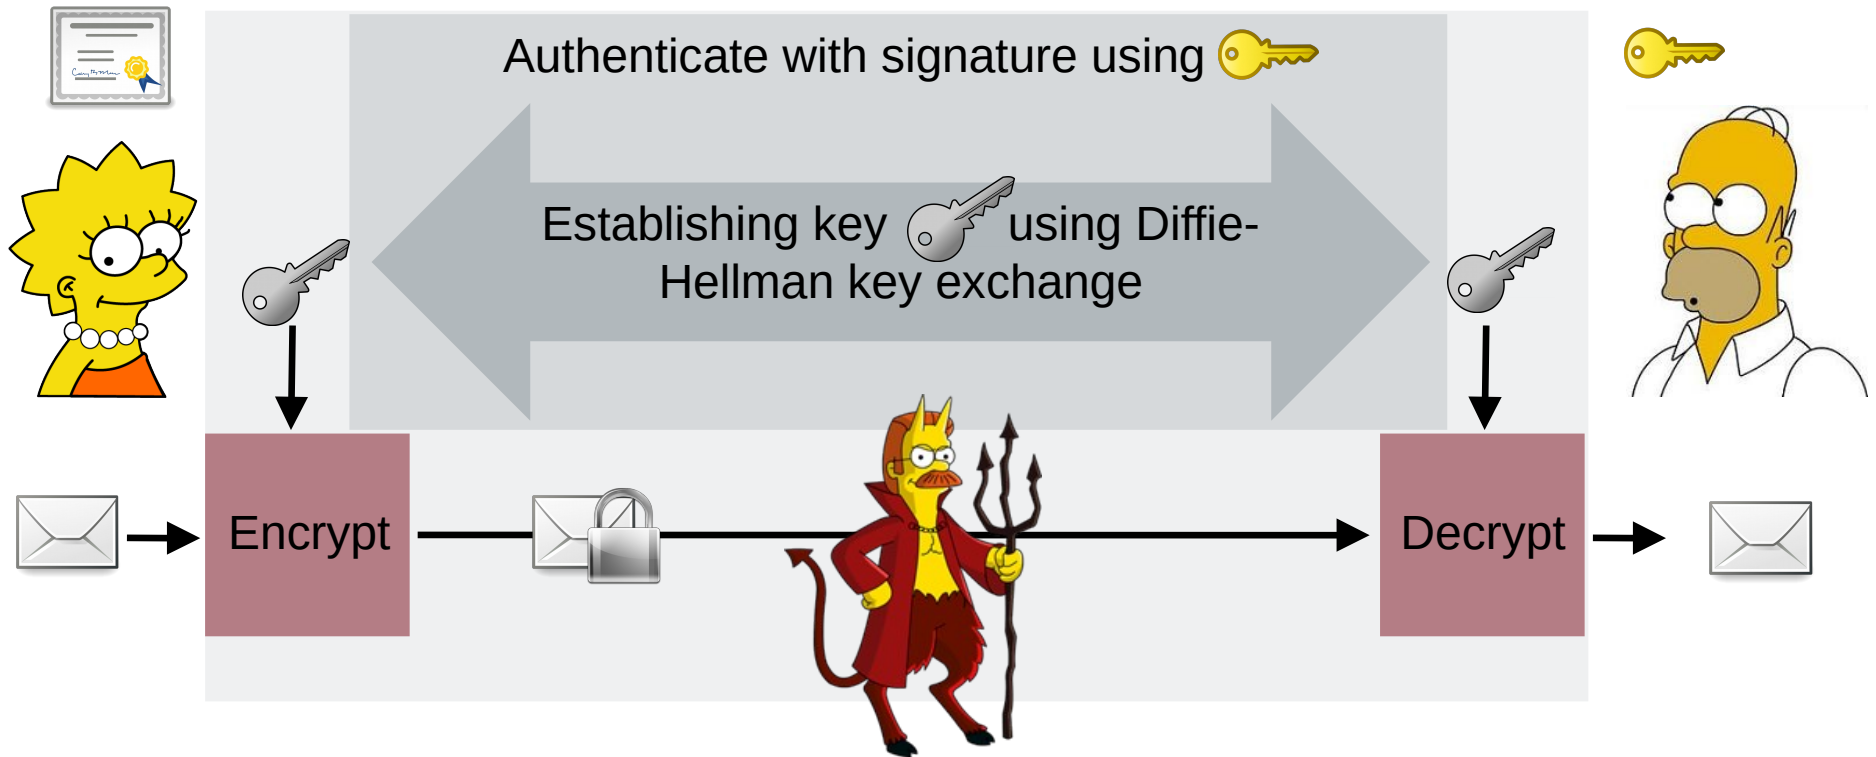 Authenticate with signature using
Establishing key using Diffie-
Hellman key exchange
Encrypt
Decrypt